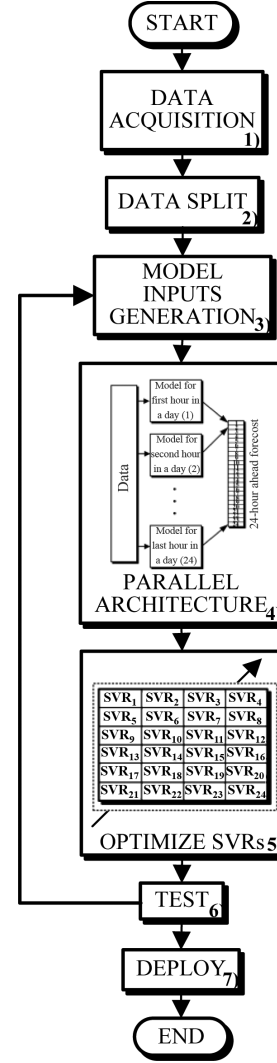 START
DATA
ACQUISITION
1)
DATA SPLIT
2)
MODEL
INPUTS
GENERATION
3)
Data
Model for
first hour in
a day (1)
Model for
second hour
in a day (2)
Model for
last hour in
a day (24)
24-hour ahead forecost
PARALLEL
ARCHITECTURE
4
SVR1 SVR2 SVR3 SVR4
SVR5 SVR6 SVR7 SVR8
SVR9 SVR10 SVR11 SVR12
SVR13 SVR14 SVR15 SVR16
SVR17 SVR18 SVR19 SVR20
SVR21 SVR22 SVR23 SVR24
OPTIMIZE SVRs 5
TEST
6)
DEPLOY
7)
END